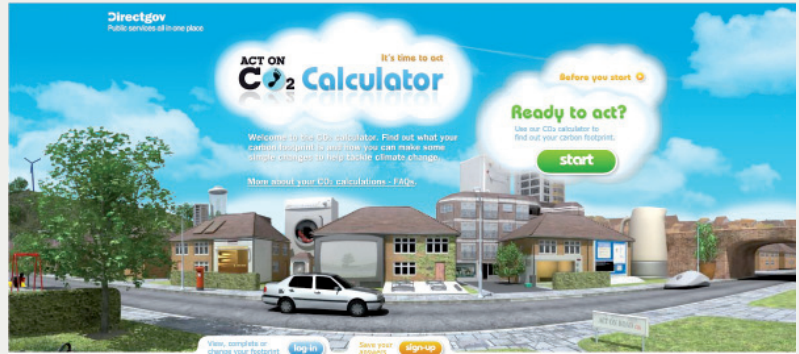 Directgov
Public services all in one place
It's time to act
ACT ON
CO2 Calculator
Before you start
Ready to act?
Use our CO2 calculator to
find out your carbon footprint.
start
Welcome to the CO2 calculator. Find out what your
carbon footprint is and how you can make some
simple changes to help tackle climate change.
More about your CO2 calculations - FAQs.
ACT ON
View, complete or
change your footprint
log in
Save your
answers
sign-up